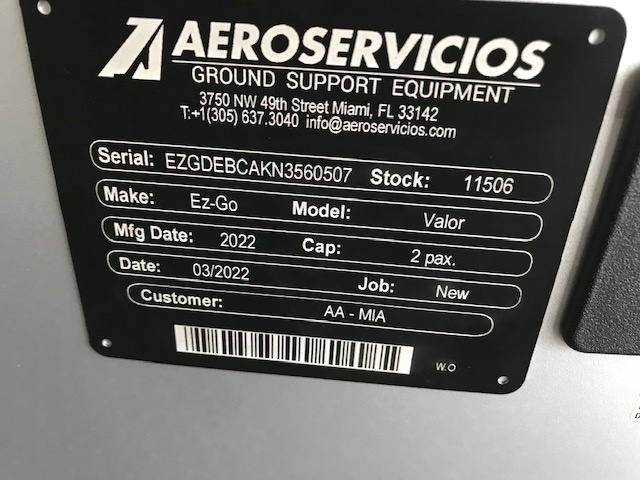 AEROSERVICIOS
GROUND SUPPORT EQUIPMENT
3750 NW 49th Street Miami, FL 33142
T:+1(305) 637.3040 info@aeroservicios.com
Serial: EZGDEBCAKN3560507 Stock: 11506
Make: Ez-Go Model: Valor
Mfg Date: 2022 Cap: 2 pax.
Date: 03/2022 Job: New
Customer: AA - MIA
W.O